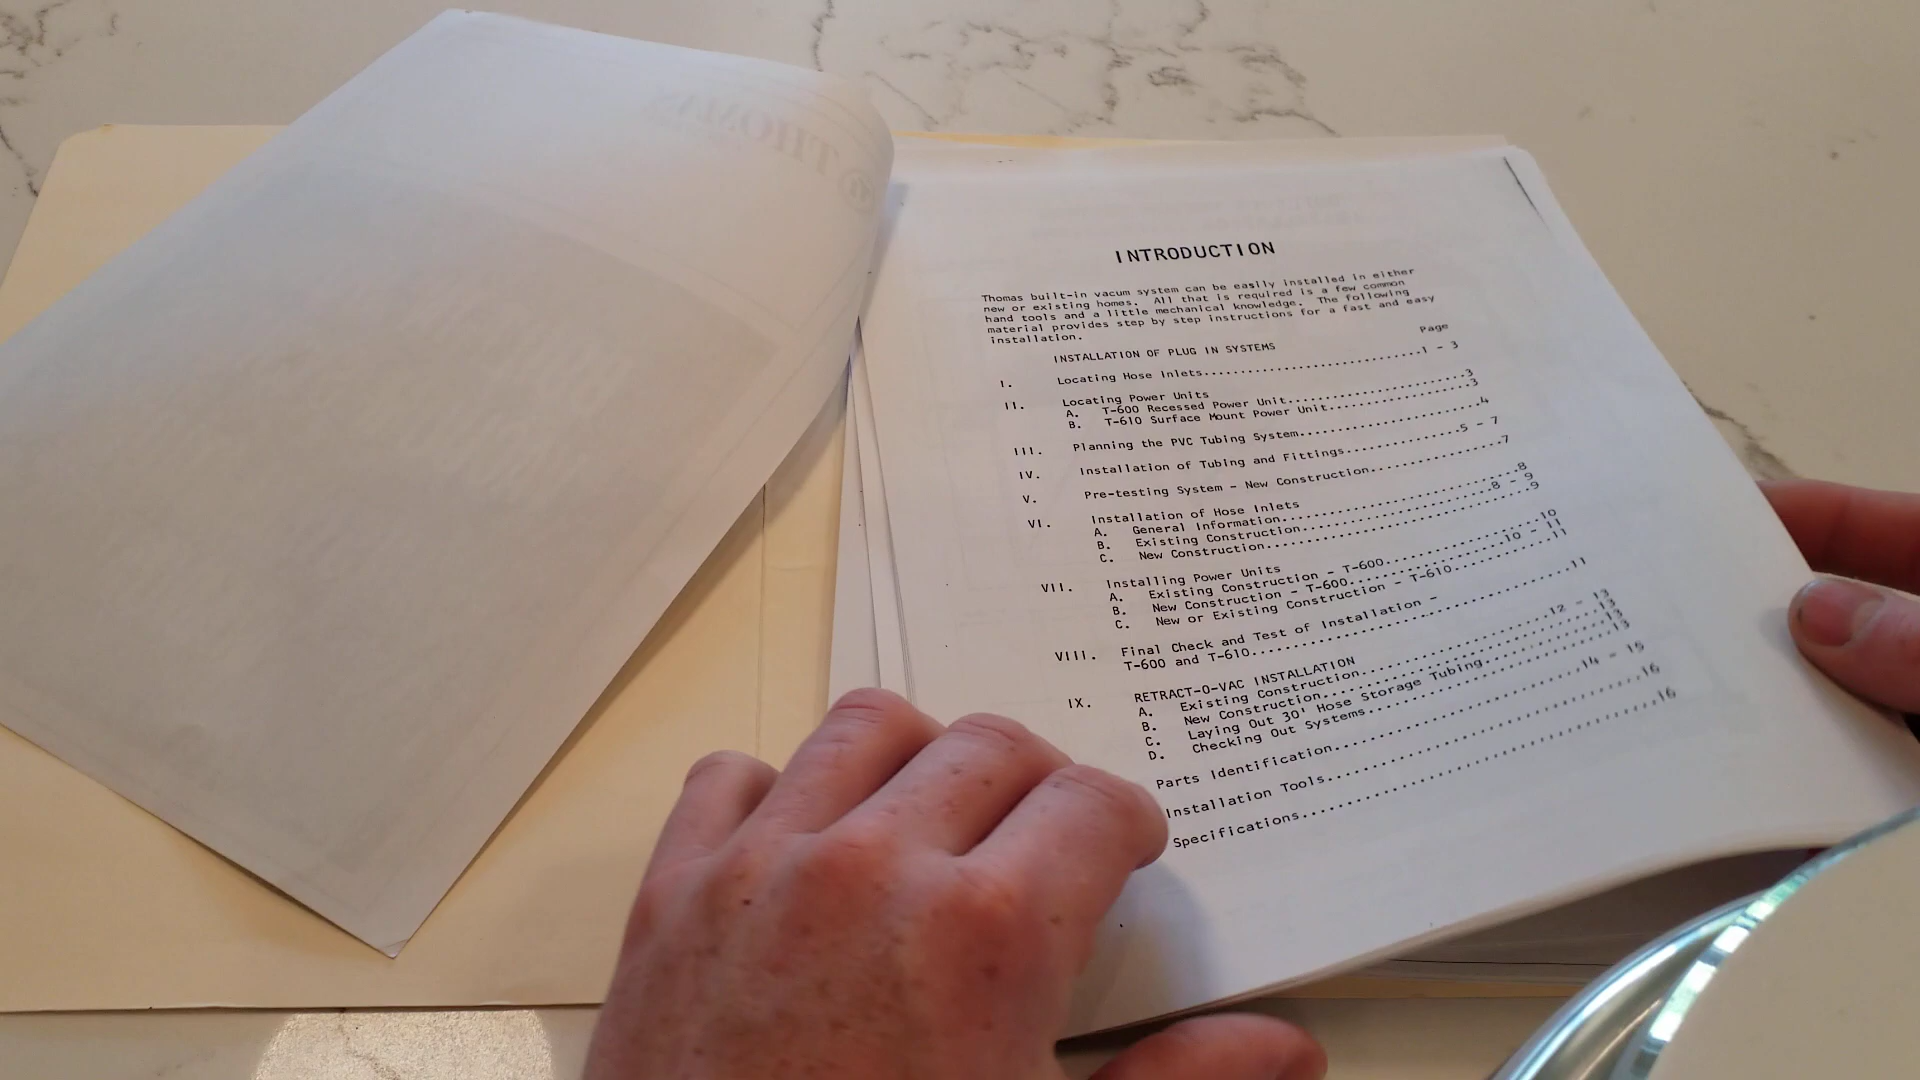 THOMAS
INTRODUCTION
Thomas built-in vacum system can be easily installed in either
new or existing homes. All that is required is a few common
hand tools and a little mechanical knowledge. The following
material provides step by step instructions for a fast and easy
installation.
Page
INSTALLATION OF PLUG IN SYSTEMS
I. Locating Hose Inlets........................................1 - 3
II. Locating Power Units
A. T-600 Recessed Power Unit..................................3
B. T-610 Surface Mount Power Unit.............................3
III. Planning the PVC Tubing System...............................4
IV. Installation of Tubing and Fittings......................5 - 7
V. Pre-testing System - New Construction.......................7
VI. Installation of Hose Inlets
A. General Information........................................8
B. Existing Construction..................................8 - 9
C. New Construction...........................................9
VII. Installing Power Units
A. Existing Construction - T-600.............................10
B. New Construction - T-600.............................10 - 11
C. New or Existing Construction - T-610......................11
VIII. Final Check and Test of Installation -
T-600 and T-610..............................................11
IX. RETRACT-O-VAC INSTALLATION
A. Existing Construction................................12 - 13
B. New Construction..........................................13
C. Laying Out 30' Hose Storage Tubing........................13
D. Checking Out Systems......................................13
Parts Identification....................................14 - 15
Installation Tools...........................................16
Specifications...............................................16